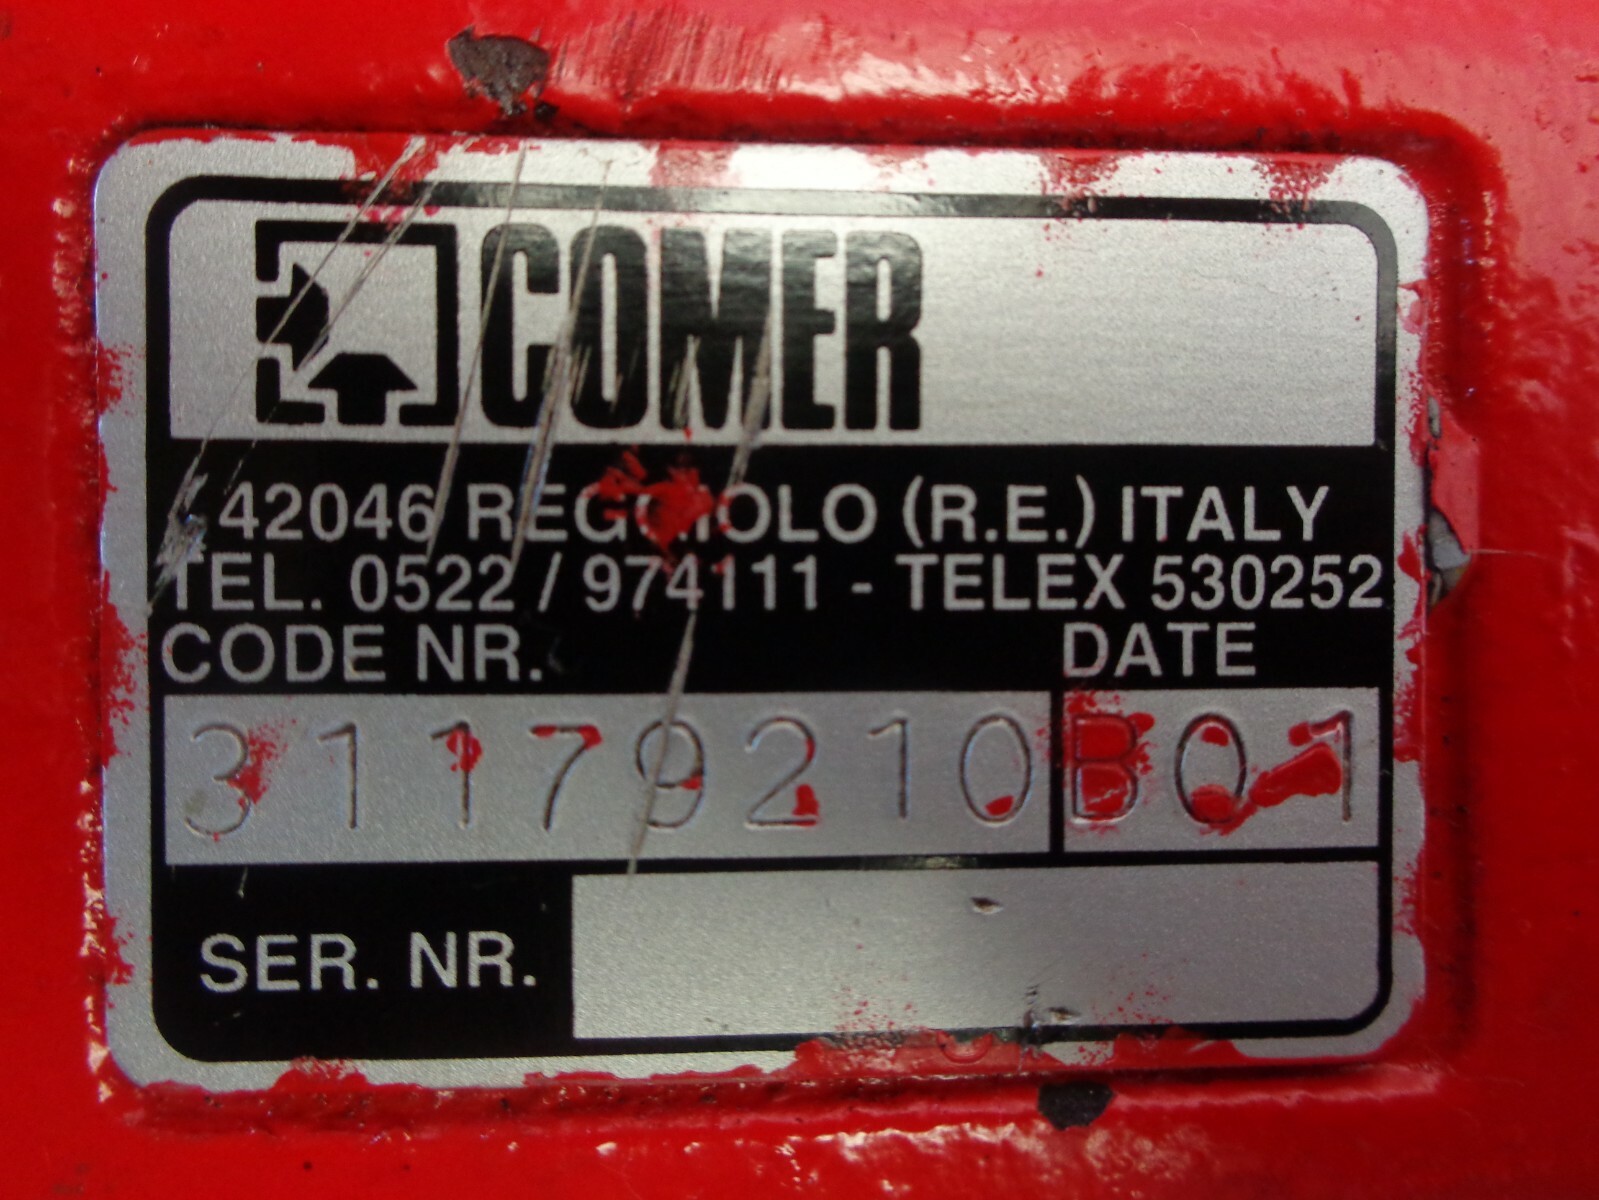 COMER
42046 REGGIOLO (R.E.) ITALY
TEL. 0522 / 974111 - TELEX 530252
CODE NR. DATE
31179210 B01
SER. NR.